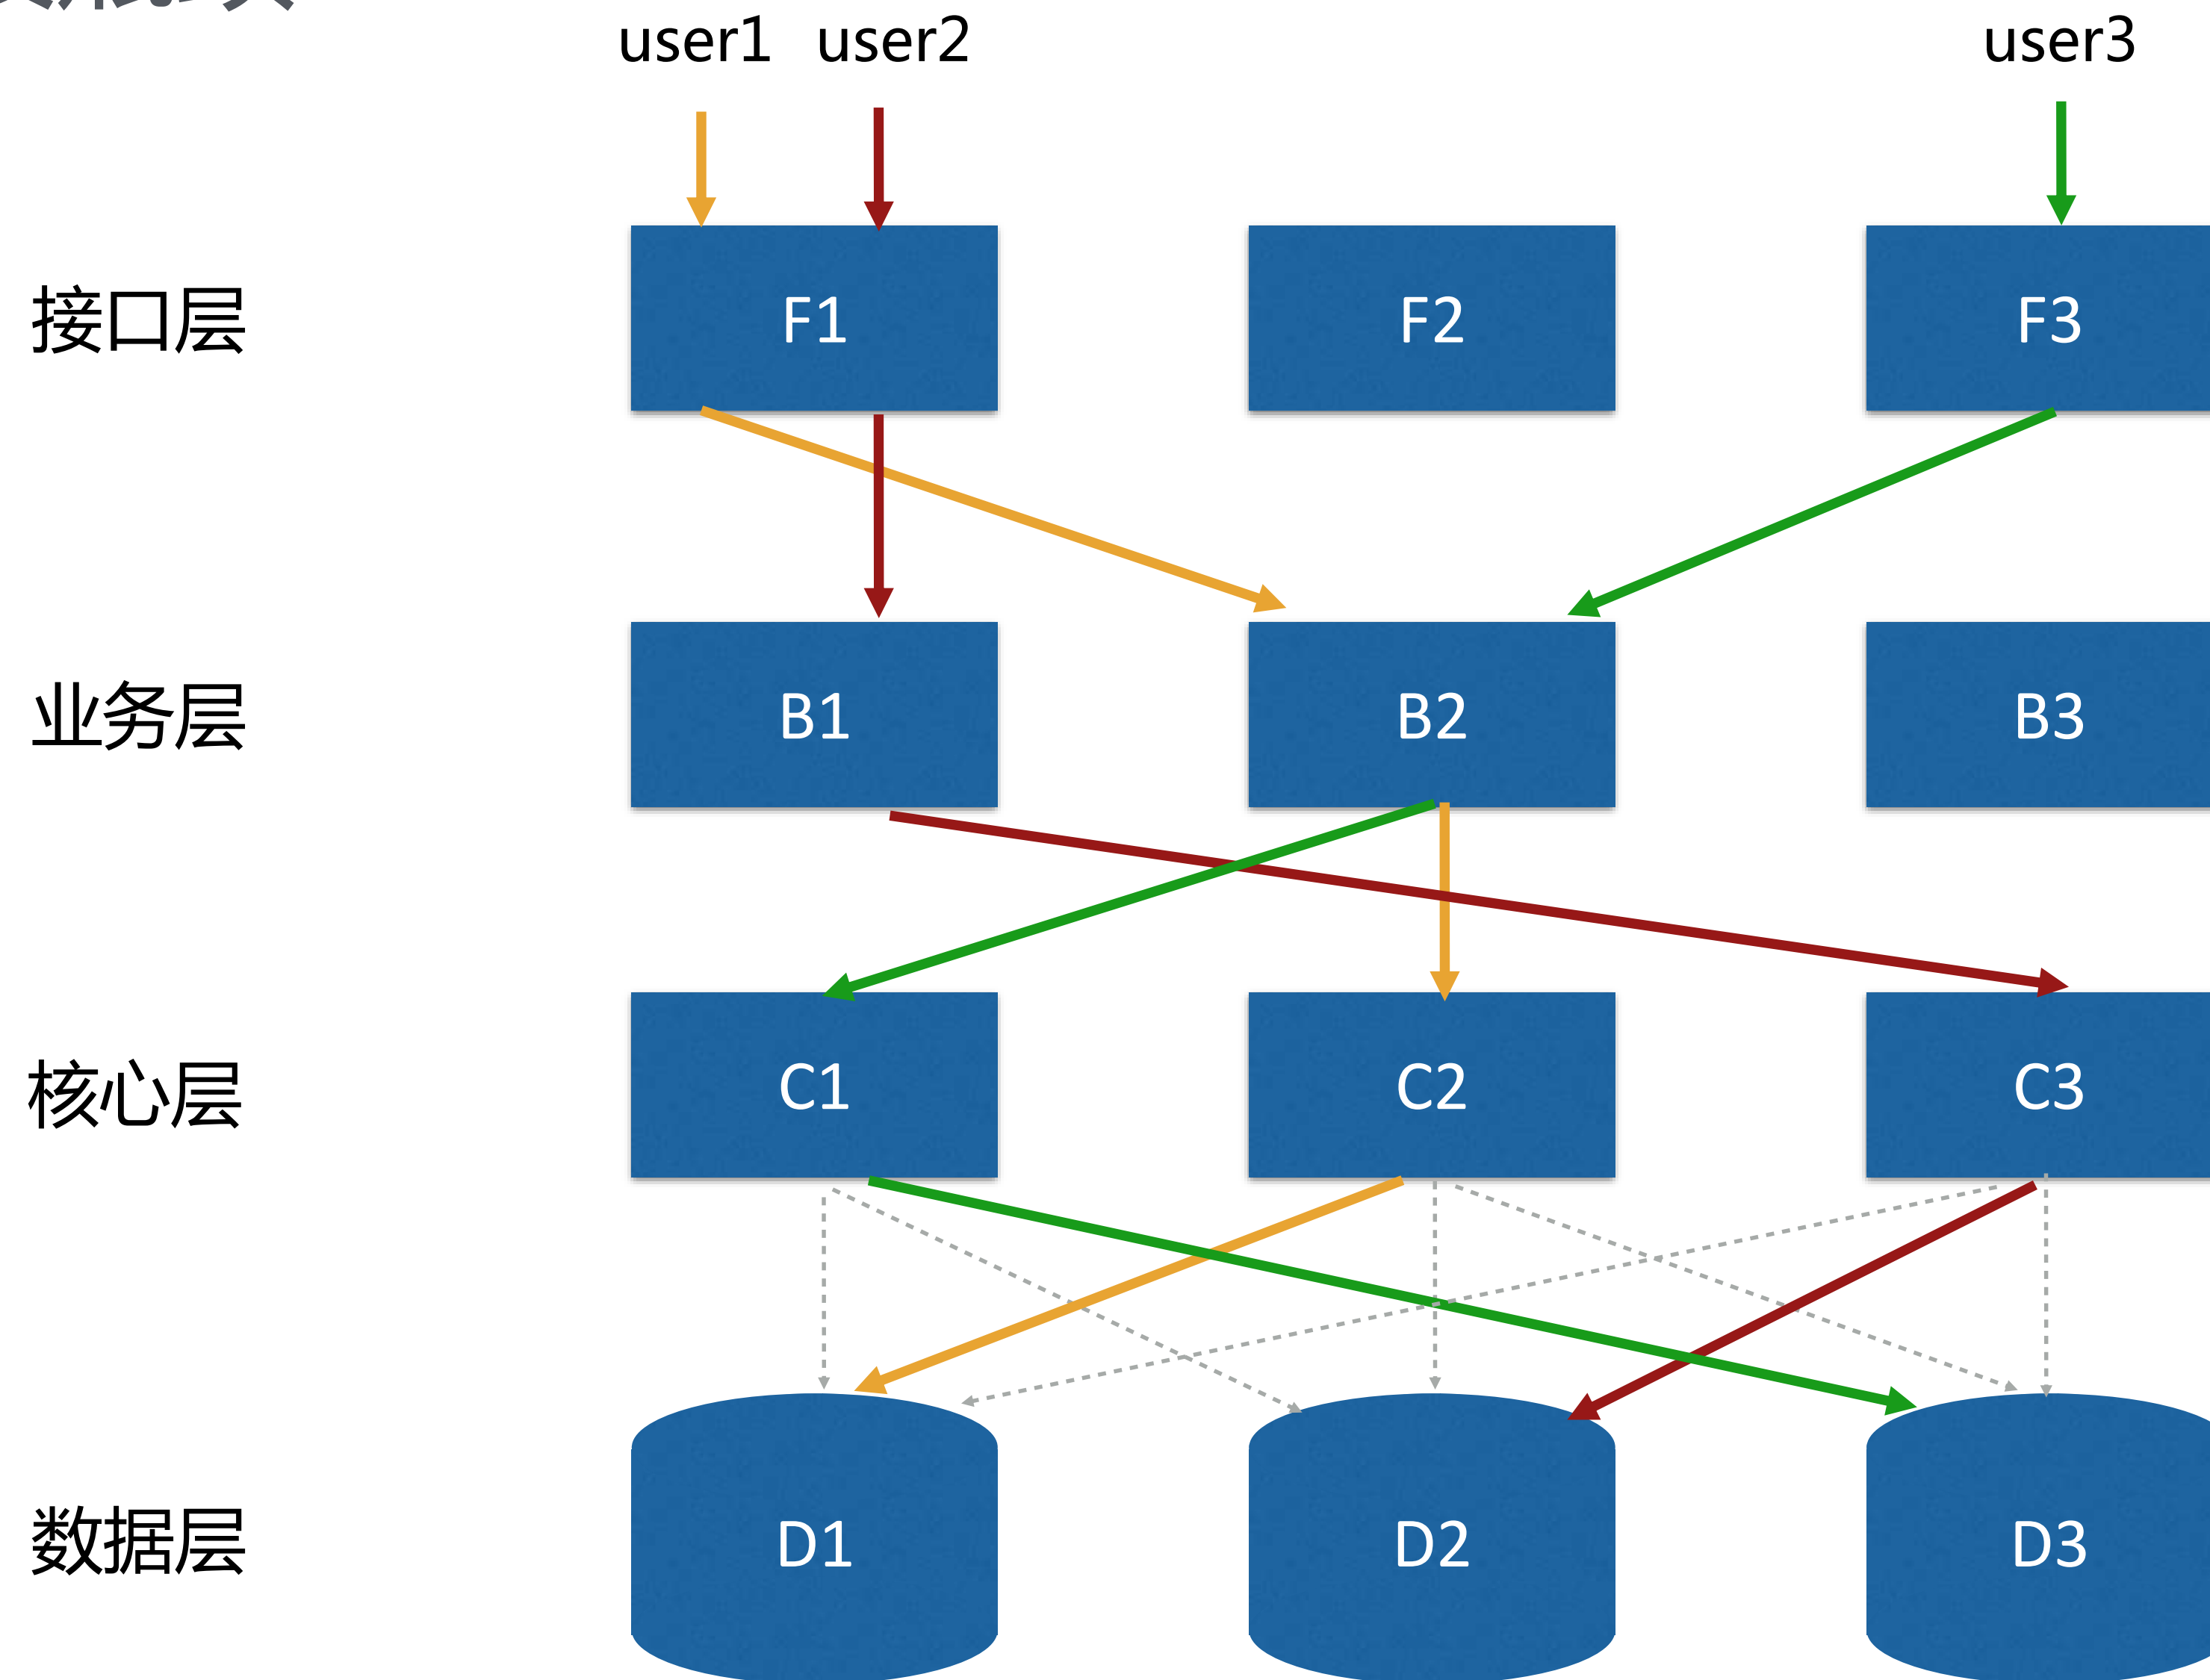 user1 user2 user3
接口层 F1 F2 F3
业务层 B1 B2 B3
核心层 C1 C2 C3
数据层 D1 D2 D3